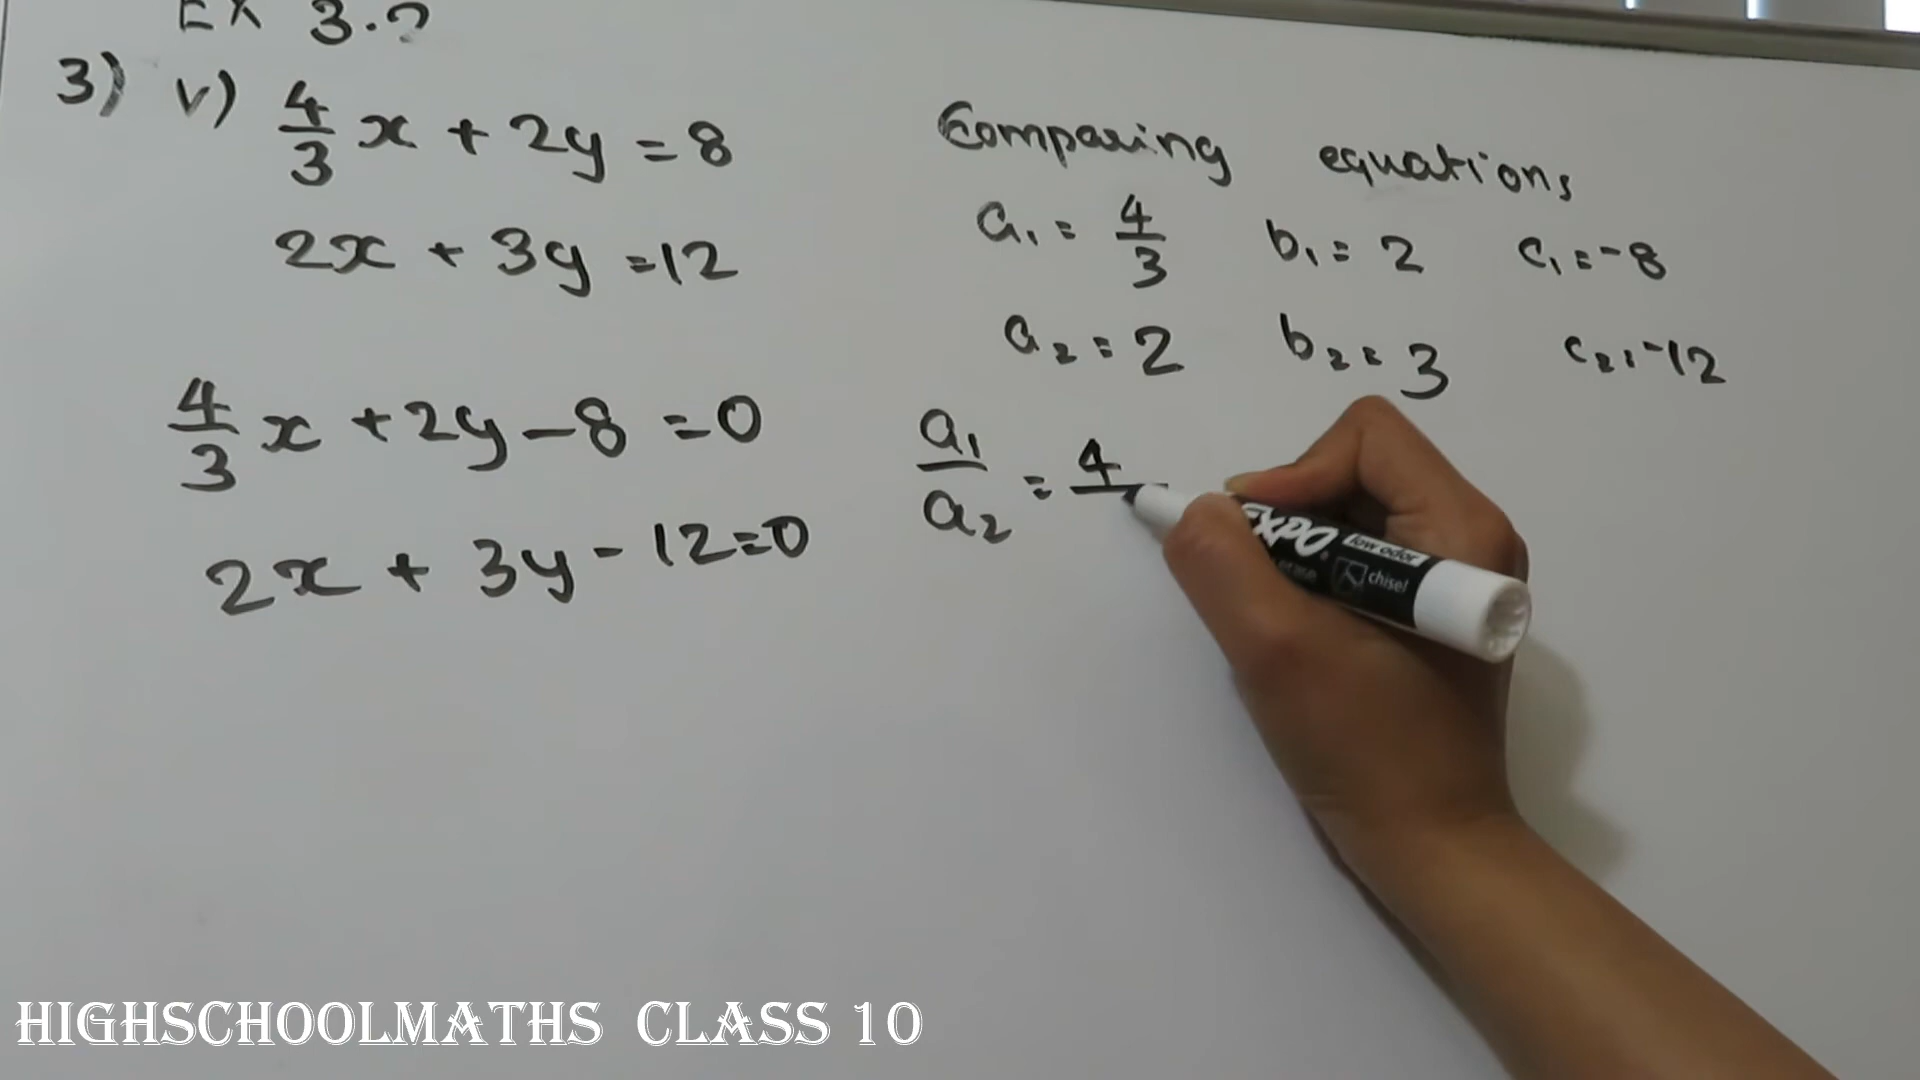 EX 3.2
3) v) 4/3 x + 2y = 8
2x + 3y = 12
4/3 x + 2y - 8 = 0
2x + 3y - 12 = 0
Comparing equations
a₁ = 4/3 b₁ = 2 c₁ = -8
a₂ = 2 b₂ = 3 c₂ = -12
a₁/a₂ = 4
EXPO
low odor
chisel
HIGHSCHOOLMATHS CLASS 10